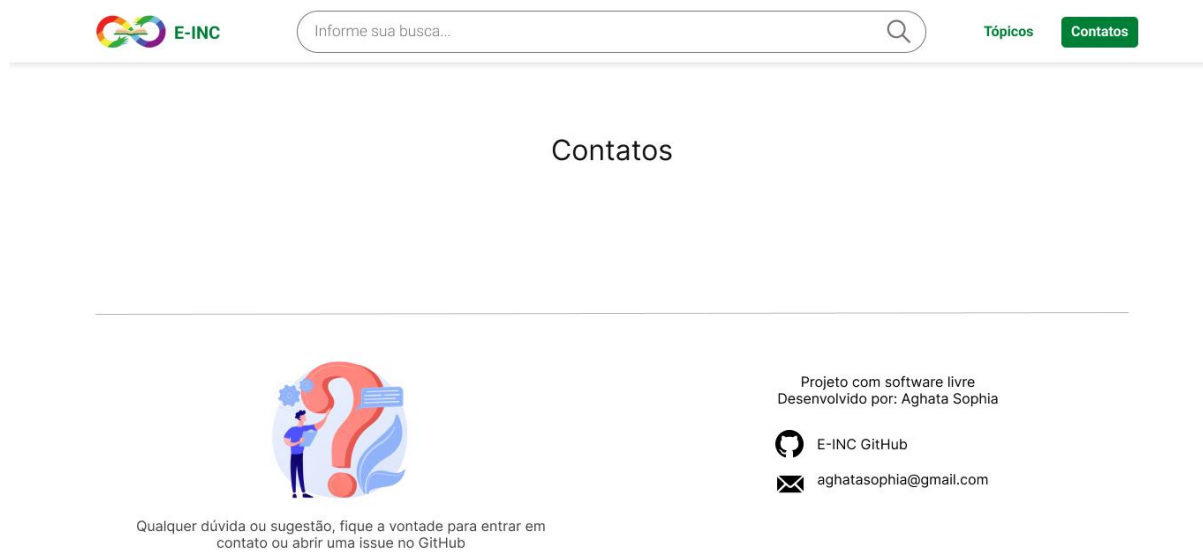 E-INC
Informe sua busca...
Tópicos
Contatos
Contatos
Qualquer dúvida ou sugestão, fique a vontade para entrar em
contato ou abrir uma issue no GitHub
Projeto com software livre
Desenvolvido por: Aghata Sophia
E-INC GitHub
aghatasophia@gmail.com